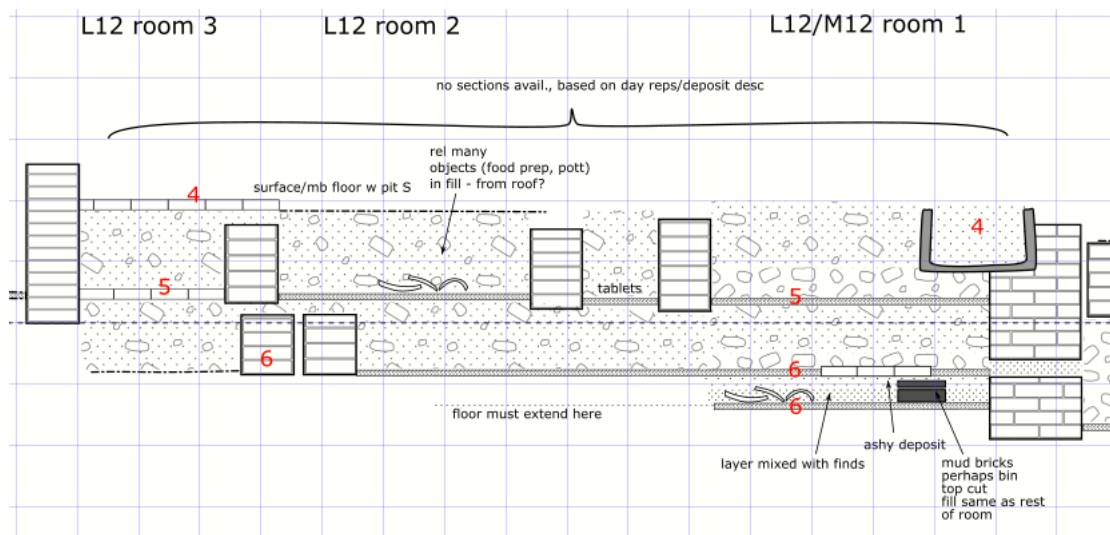 L12 room 3
L12 room 2
L12/M12 room 1
no sections avail., based on day reps/deposit desc
rel many
objects (food prep, pott)
in fill - from roof?
surface/mb floor w pit S
4
4
5
tablets
5
6
6
6
floor must extend here
ashy deposit
layer mixed with finds
mud bricks
perhaps bin
top cut
fill same as rest
of room